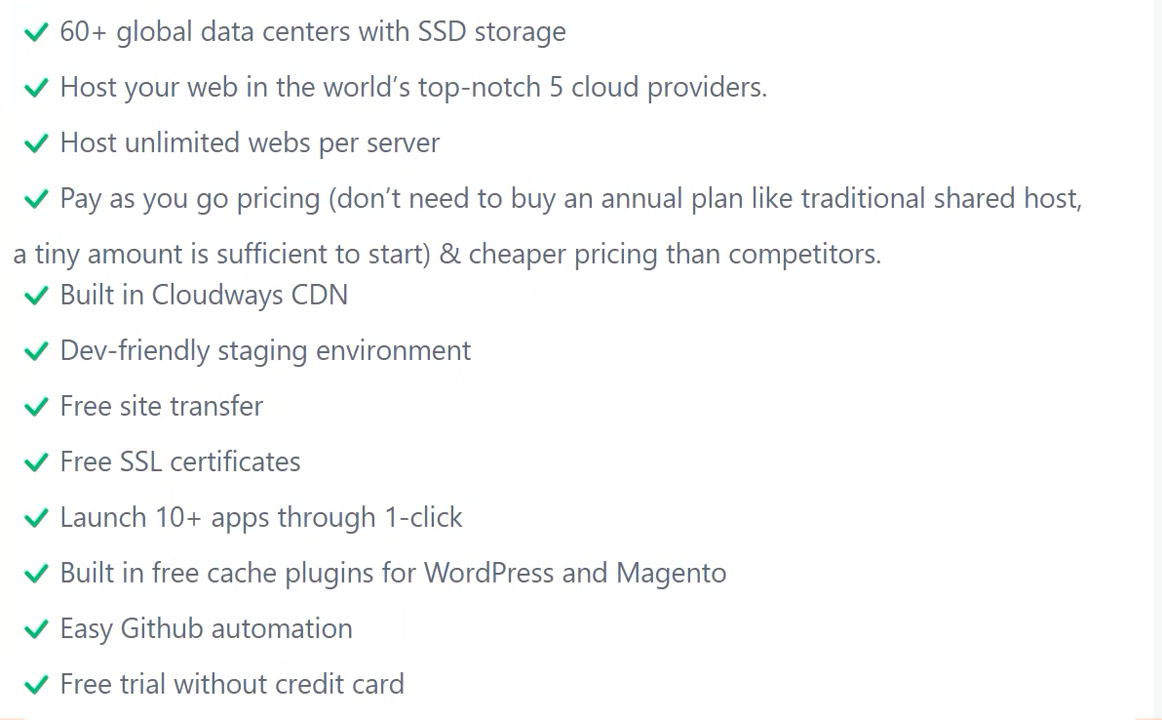 60+ global data centers with SSD storage
Host your web in the world’s top-notch 5 cloud providers.
Host unlimited webs per server
Pay as you go pricing (don’t need to buy an annual plan like traditional shared host,
a tiny amount is sufficient to start) & cheaper pricing than competitors.
Built in Cloudways CDN
Dev-friendly staging environment
Free site transfer
Free SSL certificates
Launch 10+ apps through 1-click
Built in free cache plugins for WordPress and Magento
Easy Github automation
Free trial without credit card